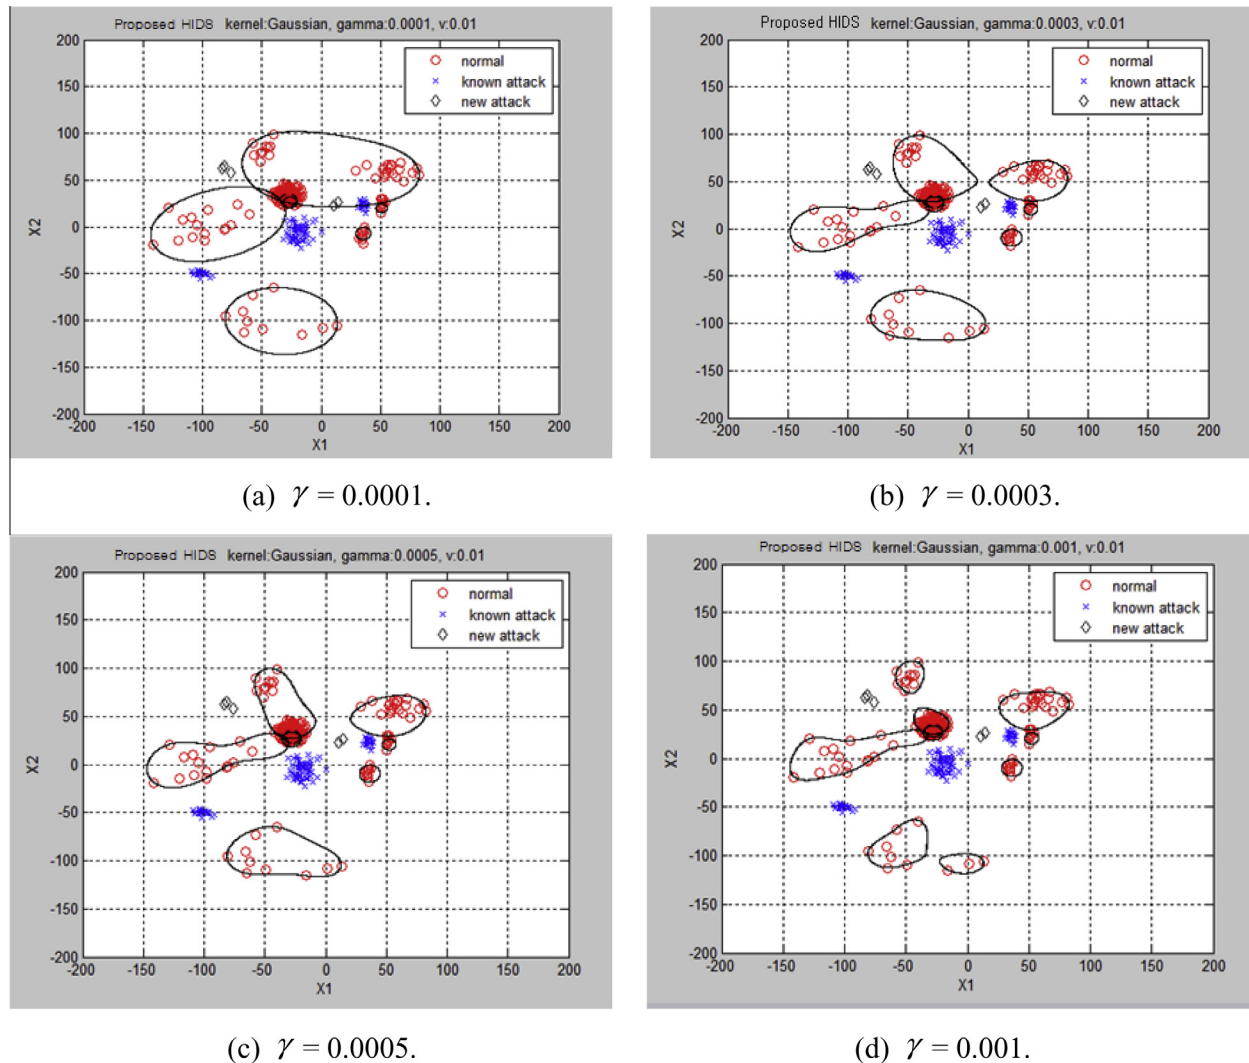 Proposed HIDS kernel:Gaussian, gamma:0.0001, v:0.01
200
150
100
50
0
-50
-100
-150
-200
-200 -150 -100 -50 0 50 100 150 200
X2
X1
normal
known attack
new attack
(a) γ = 0.0001.
Proposed HIDS kernel:Gaussian, gamma:0.0003, v:0.01
200
150
100
50
0
-50
-100
-150
-200
-200 -150 -100 -50 0 50 100 150 200
X2
X1
normal
known attack
new attack
(b) γ = 0.0003.
Proposed HIDS kernel:Gaussian, gamma:0.0005, v:0.01
200
150
100
50
0
-50
-100
-150
-200
-200 -150 -100 -50 0 50 100 150 200
X2
X1
normal
known attack
new attack
(c) γ = 0.0005.
Proposed HIDS kernel:Gaussian, gamma:0.001, v:0.01
200
150
100
50
0
-50
-100
-150
-200
-200 -150 -100 -50 0 50 100 150 200
X2
X1
normal
known attack
new attack
(d) γ = 0.001.